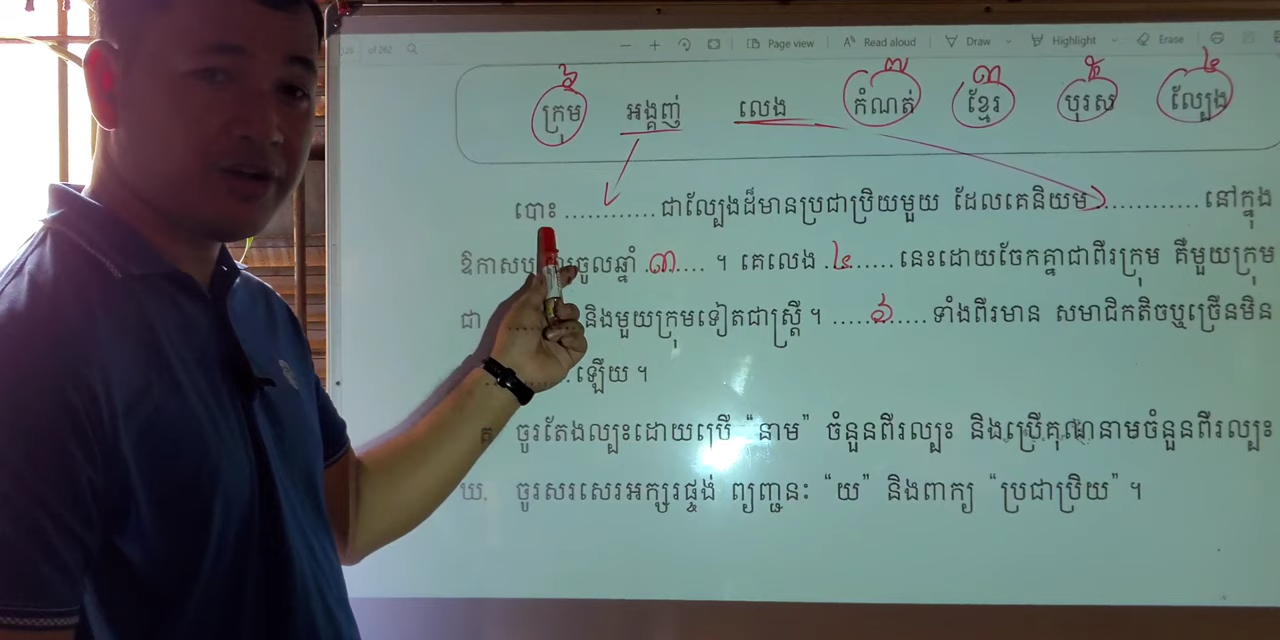 of 262 Page view Read aloud Draw Highlight Erase
៦ ៧ ៣ ៥ ៤
ក្រុម អង្គញ់ លេង កំណត់ ខ្មែរ បុរស ល្បែង
បោះ ............ ជាល្បែងដ៏មានប្រជាប្រិយមួយ ដែលគេនិយម ............ នៅក្នុង
ឱកាសបុ ចូលឆ្នាំ ..៣.... ។ គេលេង .៤...... នេះដោយចែកគ្នាជាពីរក្រុម គឺមួយក្រុម
ជា ......... និងមួយក្រុមទៀតជាស្ត្រី ។ .....៦..... ទាំងពីរមាន សមាជិកតិចឬច្រើនមិន
......... ឡើយ ។
គ. ចូរតែងល្បះដោយប្រើ “នាម” ចំនួនពីរល្បះ និងប្រើគុណនាមចំនួនពីរល្បះ
ឃ. ចូរសរសេរអក្សរផ្ចង់ ព្យញ្ជនះ “យ” និងពាក្យ “ប្រជាប្រិយ” ។